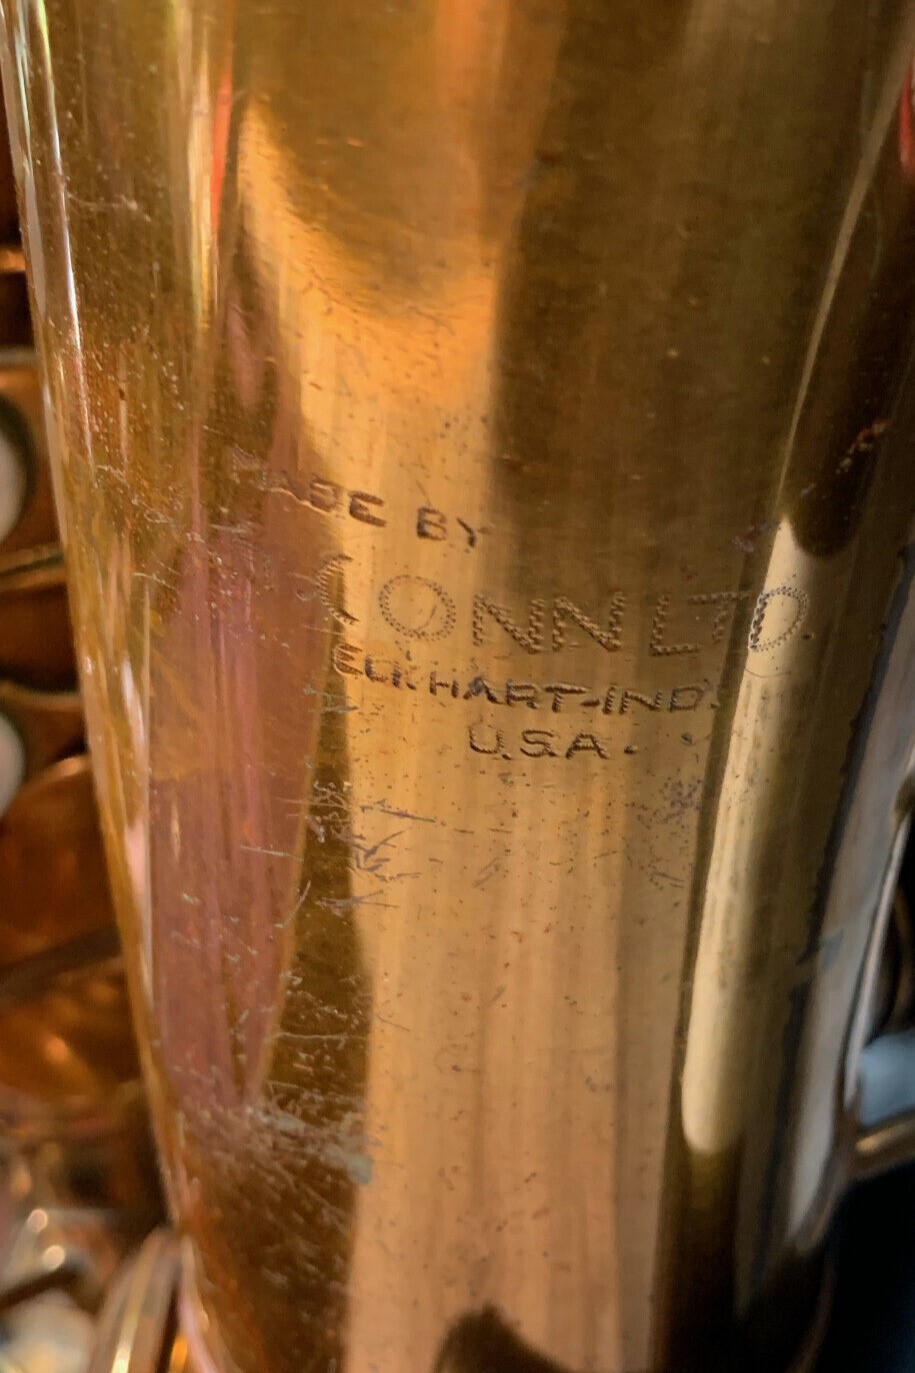 MADE BY
CONN LTD
ELKHART-IND.
U.S.A.